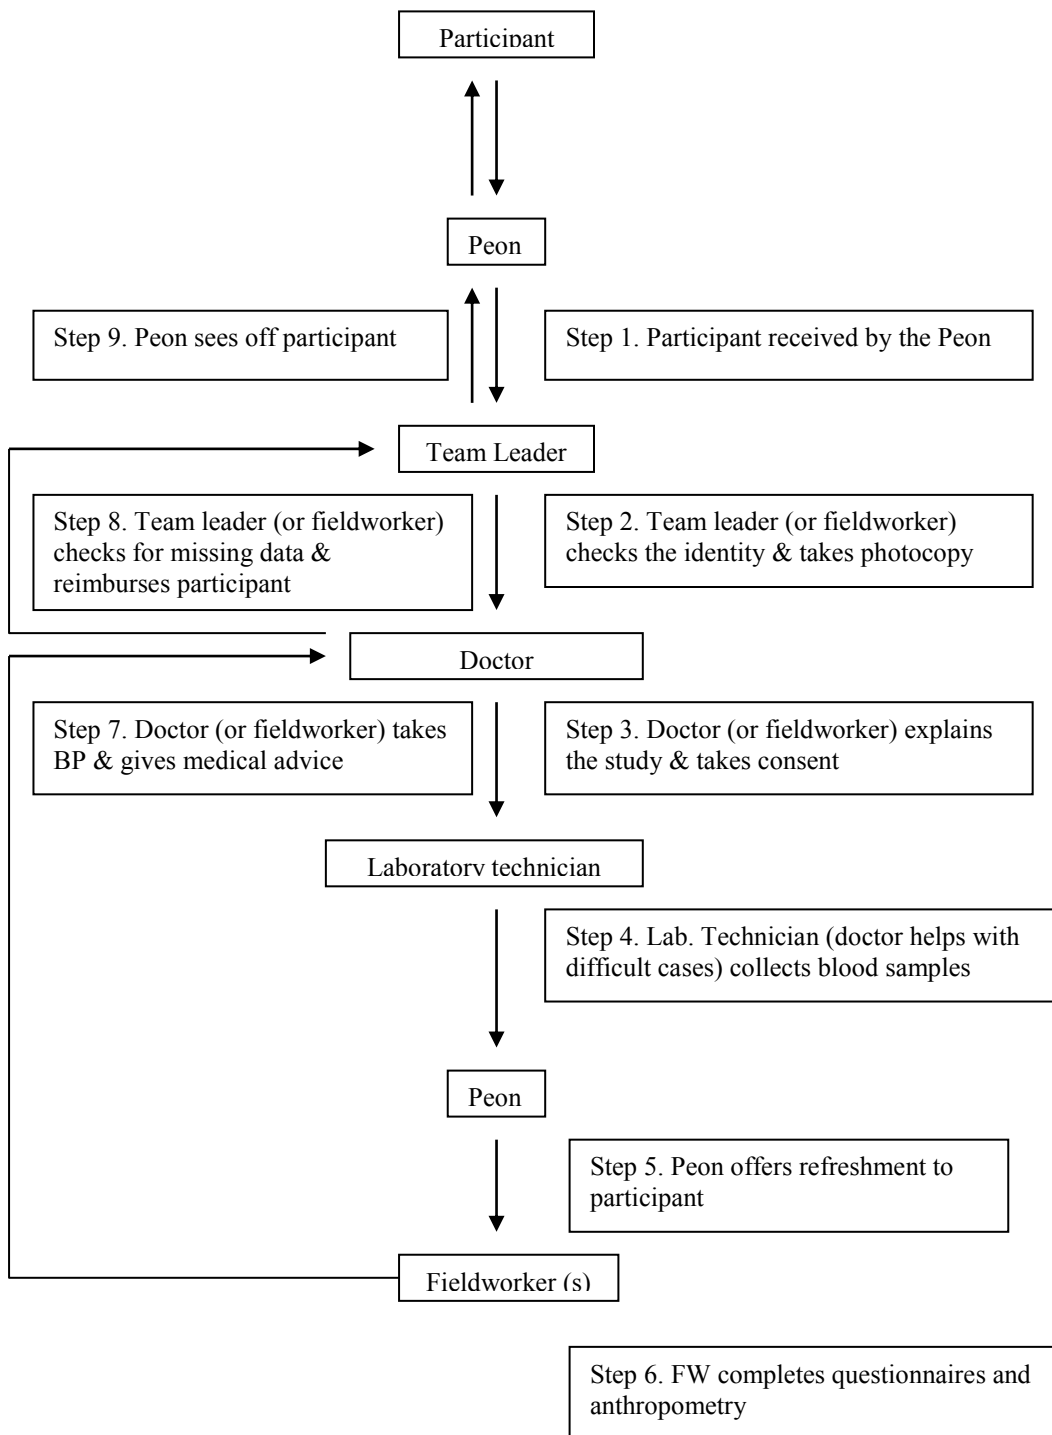 Participant
Peon
Step 9. Peon sees off participant
Step 1. Participant received by the Peon
Team Leader
Step 8. Team leader (or fieldworker)
checks for missing data &
reimburses participant
Step 2. Team leader (or fieldworker)
checks the identity & takes photocopy
Doctor
Step 7. Doctor (or fieldworker) takes
BP & gives medical advice
Step 3. Doctor (or fieldworker) explains
the study & takes consent
Laboratory technician
Step 4. Lab. Technician (doctor helps with
difficult cases) collects blood samples
Peon
Step 5. Peon offers refreshment to
participant
Fieldworker (s)
Step 6. FW completes questionnaires and
anthropometry